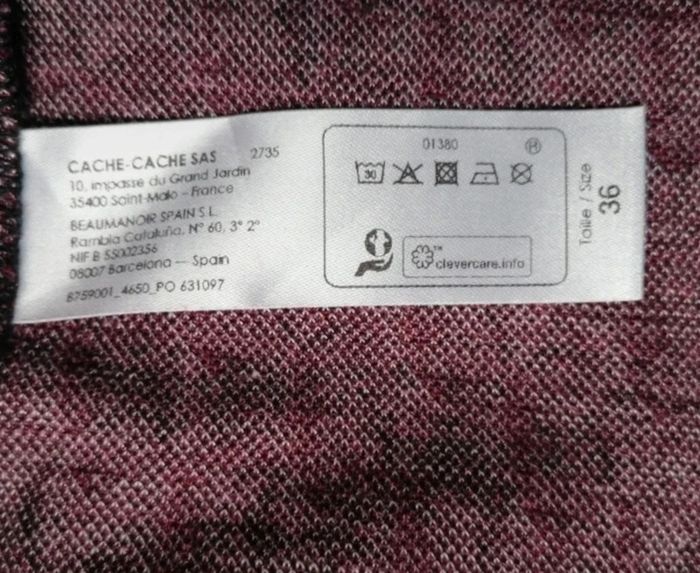 CACHE-CACHE SAS 2735
10, impasse du Grand Jardin
35400 Saint-Malo - France
BEAUMANOIR SPAIN S.L.
Rambla Cataluña, N° 60, 3° 2°
NIF B 55002356
08007 Barcelona — Spain
8759001_4650_PO 631097
01380
H
30
™
clevercare.info
Taille / Size
36